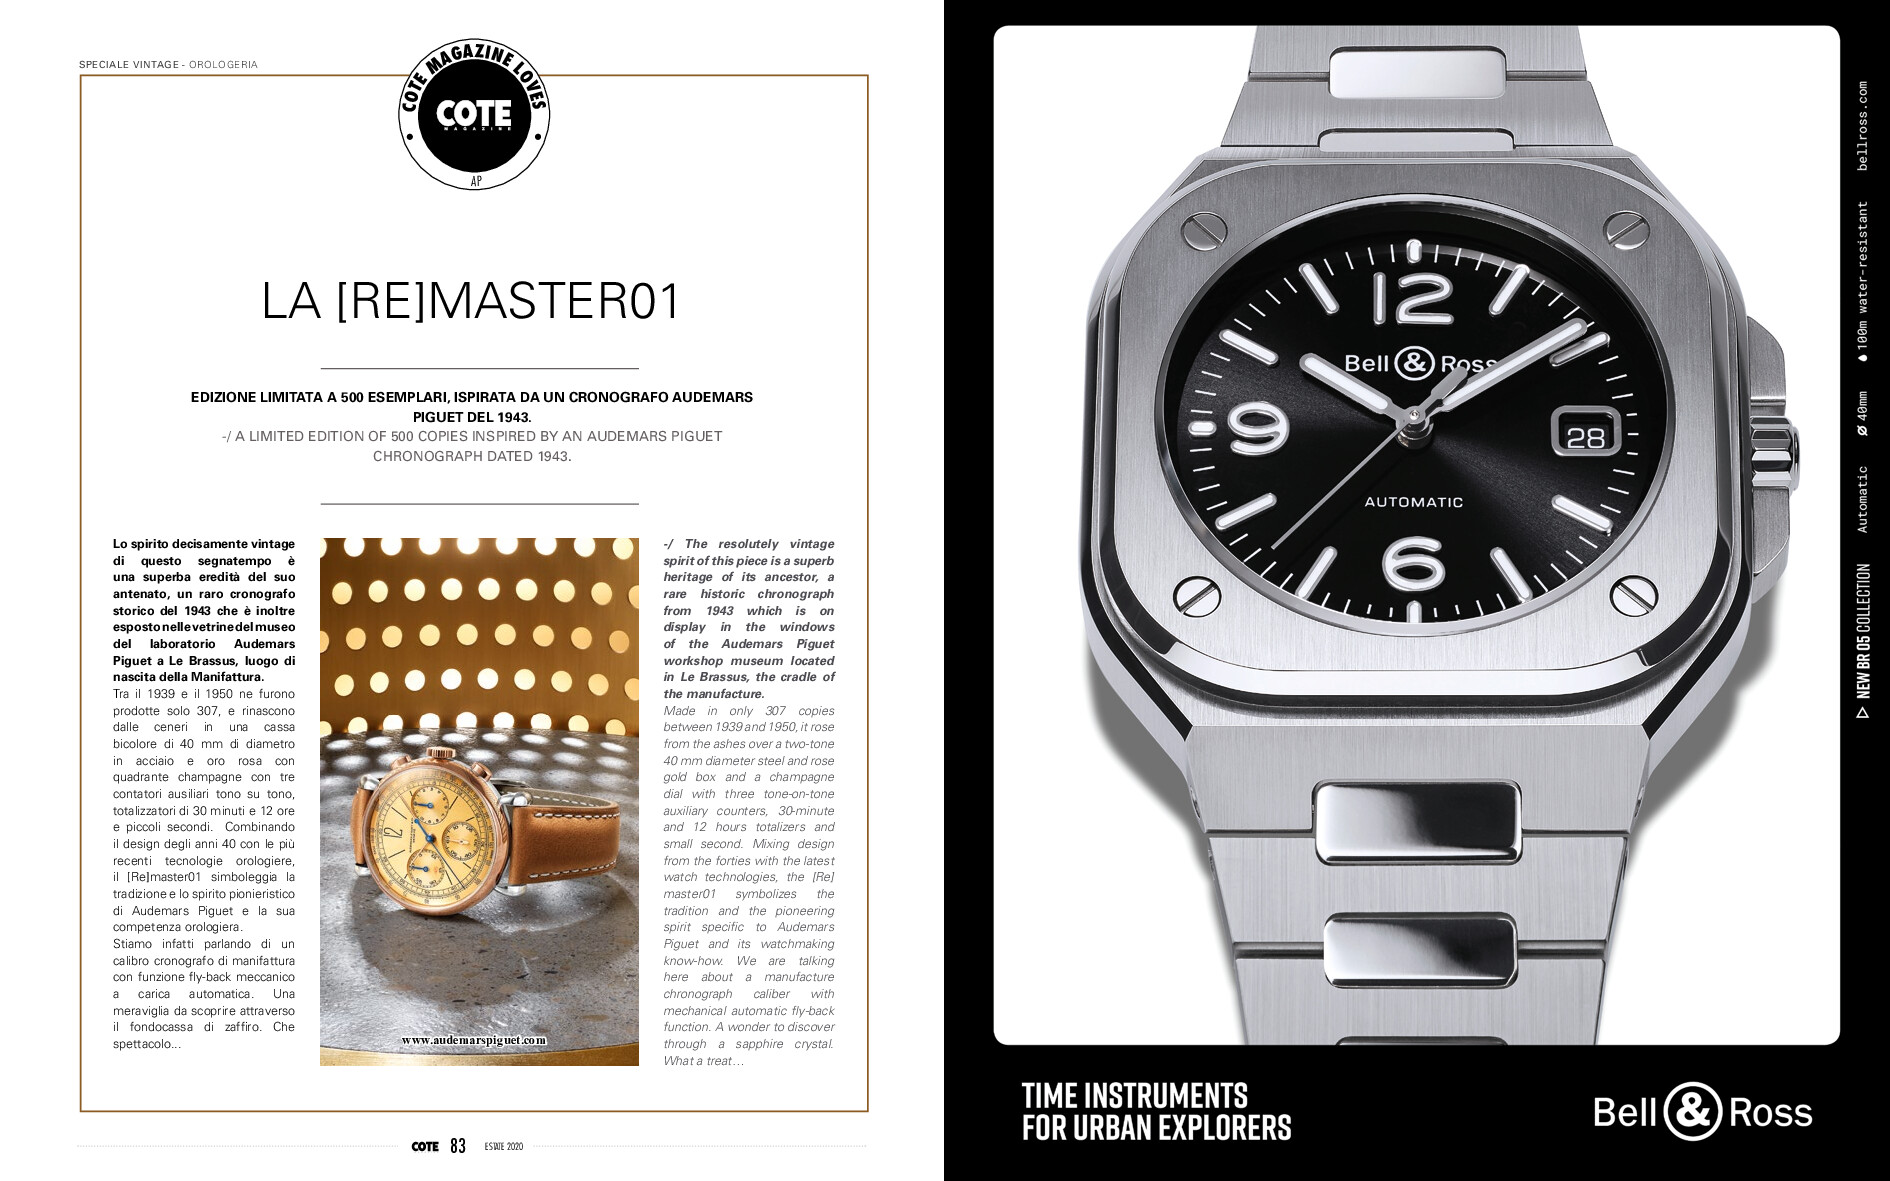 SPECIALE VINTAGE - OROLOGERIA
COTE MAGAZINE LOVES
COTE
MAGAZINE
AP
LA [RE]MASTER01
EDIZIONE LIMITATA A 500 ESEMPLARI, ISPIRATA DA UN CRONOGRAFO AUDEMARS
PIGUET DEL 1943.
-/ A LIMITED EDITION OF 500 COPIES INSPIRED BY AN AUDEMARS PIGUET
CHRONOGRAPH DATED 1943.
Lo spirito decisamente vintage
di questo segnatempo è
una superba eredità del suo
antenato, un raro cronografo
storico del 1943 che è inoltre
esposto nelle vetrine del museo
del laboratorio Audemars
Piguet a Le Brassus, luogo di
nascita della Manifattura.
Tra il 1939 e il 1950 ne furono
prodotte solo 307, e rinascono
dalle ceneri in una cassa
bicolore di 40 mm di diametro
in acciaio e oro rosa con
quadrante champagne con tre
contatori ausiliari tono su tono,
totalizzatori di 30 minuti e 12 ore
e piccoli secondi. Combinando
il design degli anni 40 con le più
recenti tecnologie orologiere,
il [Re]master01 simboleggia la
tradizione e lo spirito pionieristico
di Audemars Piguet e la sua
competenza orologiera.
Stiamo infatti parlando di un
calibro cronografo di manifattura
con funzione fly-back meccanico
a carica automatica. Una
meraviglia da scoprire attraverso
il fondocassa di zaffiro. Che
spettacolo...
12
www.audemarspiguet.com
-/ The resolutely vintage
spirit of this piece is a superb
heritage of its ancestor, a
rare historic chronograph
from 1943 which is on
display in the windows
of the Audemars Piguet
workshop museum located
in Le Brassus, the cradle of
the manufacture.
Made in only 307 copies
between 1939 and 1950, it rose
from the ashes over a two-tone
40 mm diameter steel and rose
gold box and a champagne
dial with three tone-on-tone
auxiliary counters, 30-minute
and 12 hours totalizers and
small second. Mixing design
from the forties with the latest
watch technologies, the [Re]
master01 symbolizes the
tradition and the pioneering
spirit specific to Audemars
Piguet and its watchmaking
know-how. We are talking
here about a manufacture
chronograph caliber with
mechanical automatic fly-back
function. A wonder to discover
through a sapphire crystal.
What a treat...
COTE 83 ESTATE 2020
12
Bell & Ross
9
28
AUTOMATIC
6
NEW BR 05 COLLECTION Automatic Ø 40mm 100m water-resistant bellross.com
TIME INSTRUMENTS
FOR URBAN EXPLORERS
Bell & Ross